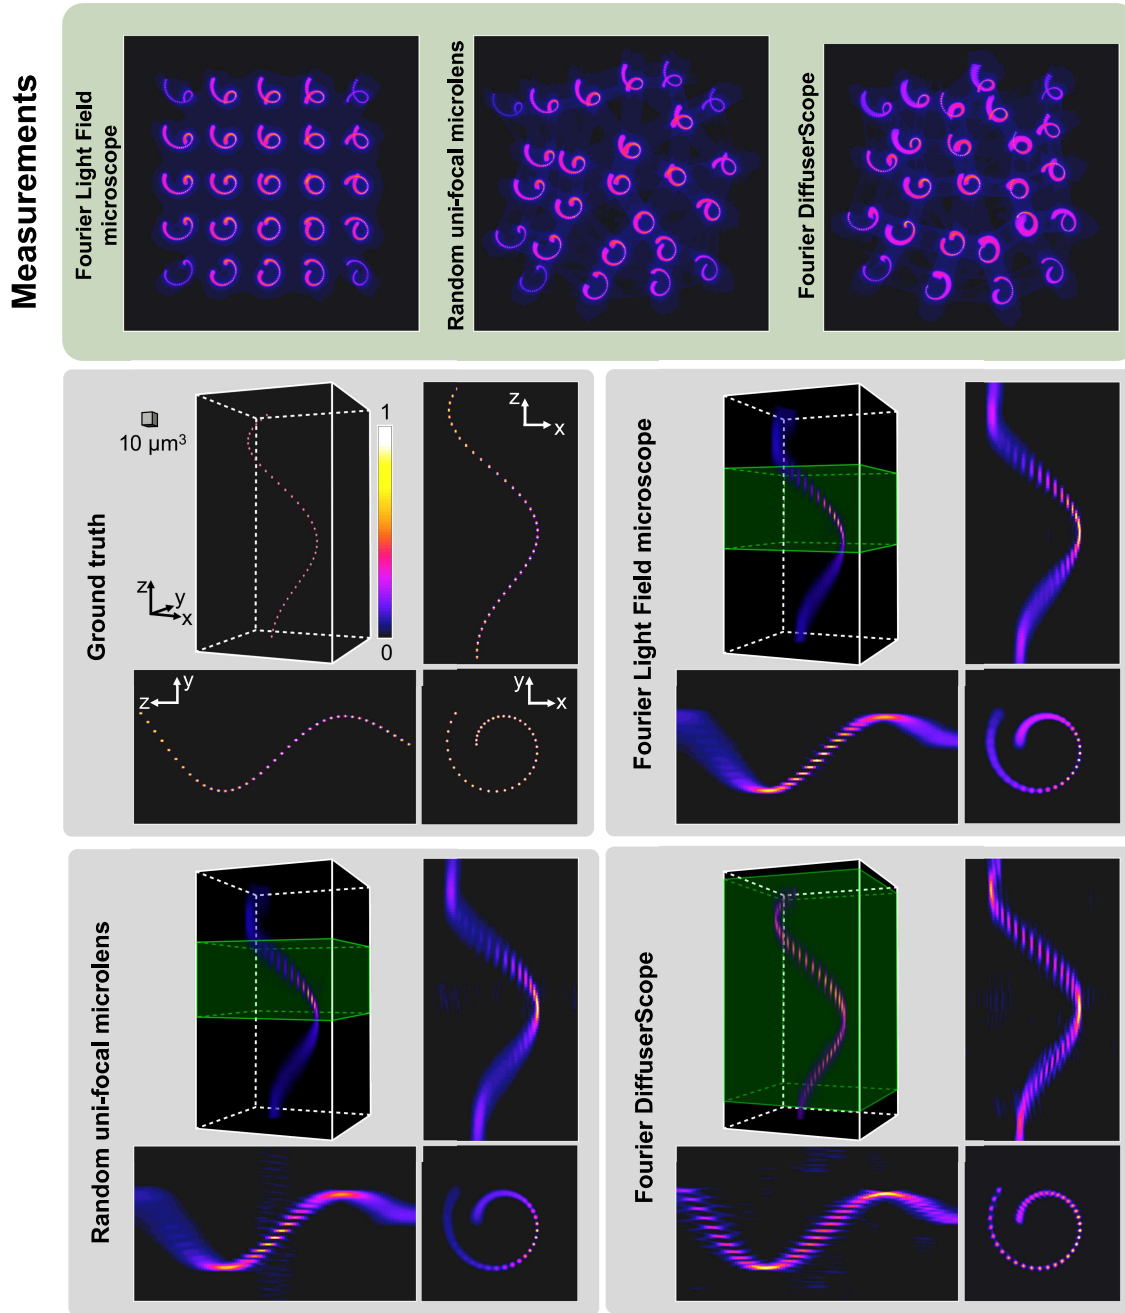 Measurements
Fourier Light Field
microscope
Random uni-focal microlens
Fourier DiffuserScope
Ground truth
10 μm³
z
y
x
1
0
z
x
z
y
y
x
Fourier Light Field microscope
Random uni-focal microlens
Fourier DiffuserScope